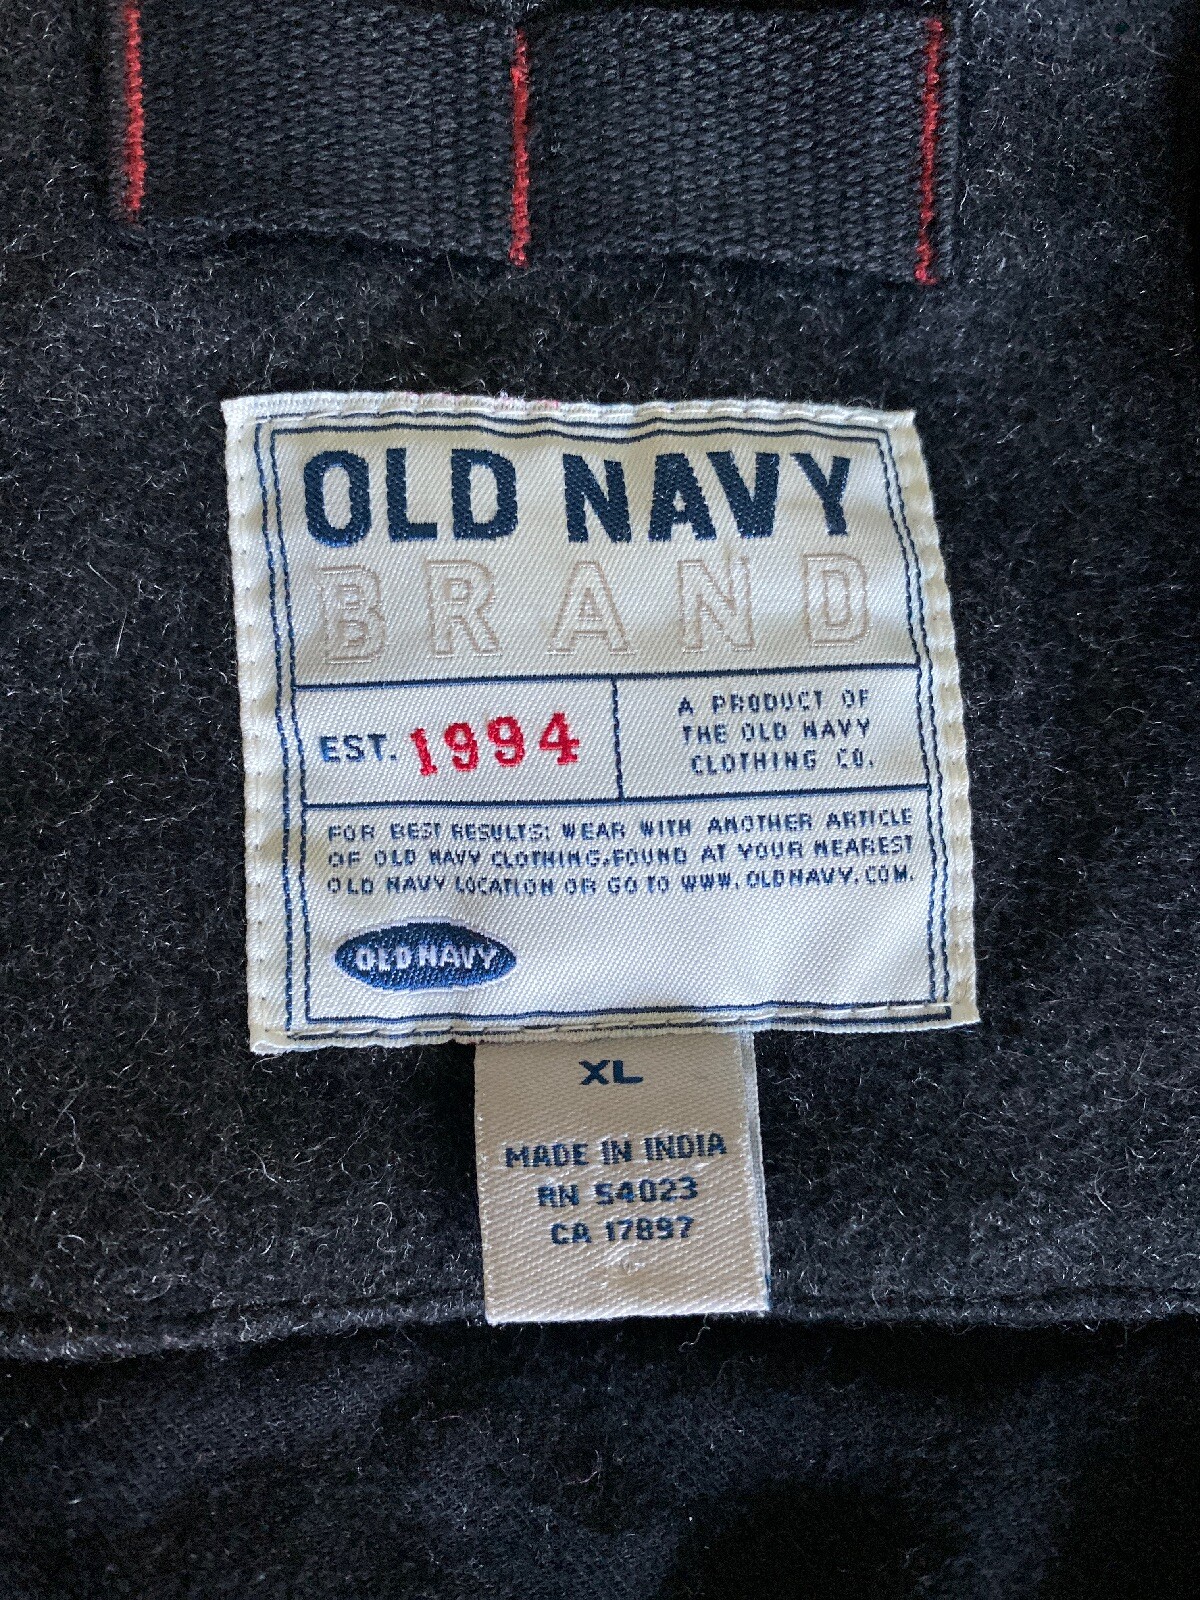 OLD NAVY
BRAND
EST. 1994
A PRODUCT OF
THE OLD NAVY
CLOTHING CO.
FOR BEST RESULTS: WEAR WITH ANOTHER ARTICLE
OF OLD NAVY CLOTHING, FOUND AT YOUR NEAREST
OLD NAVY LOCATION OR GO TO WWW.OLDNAVY.COM.
OLD NAVY
XL
MADE IN INDIA
RN 54023
CA 17897